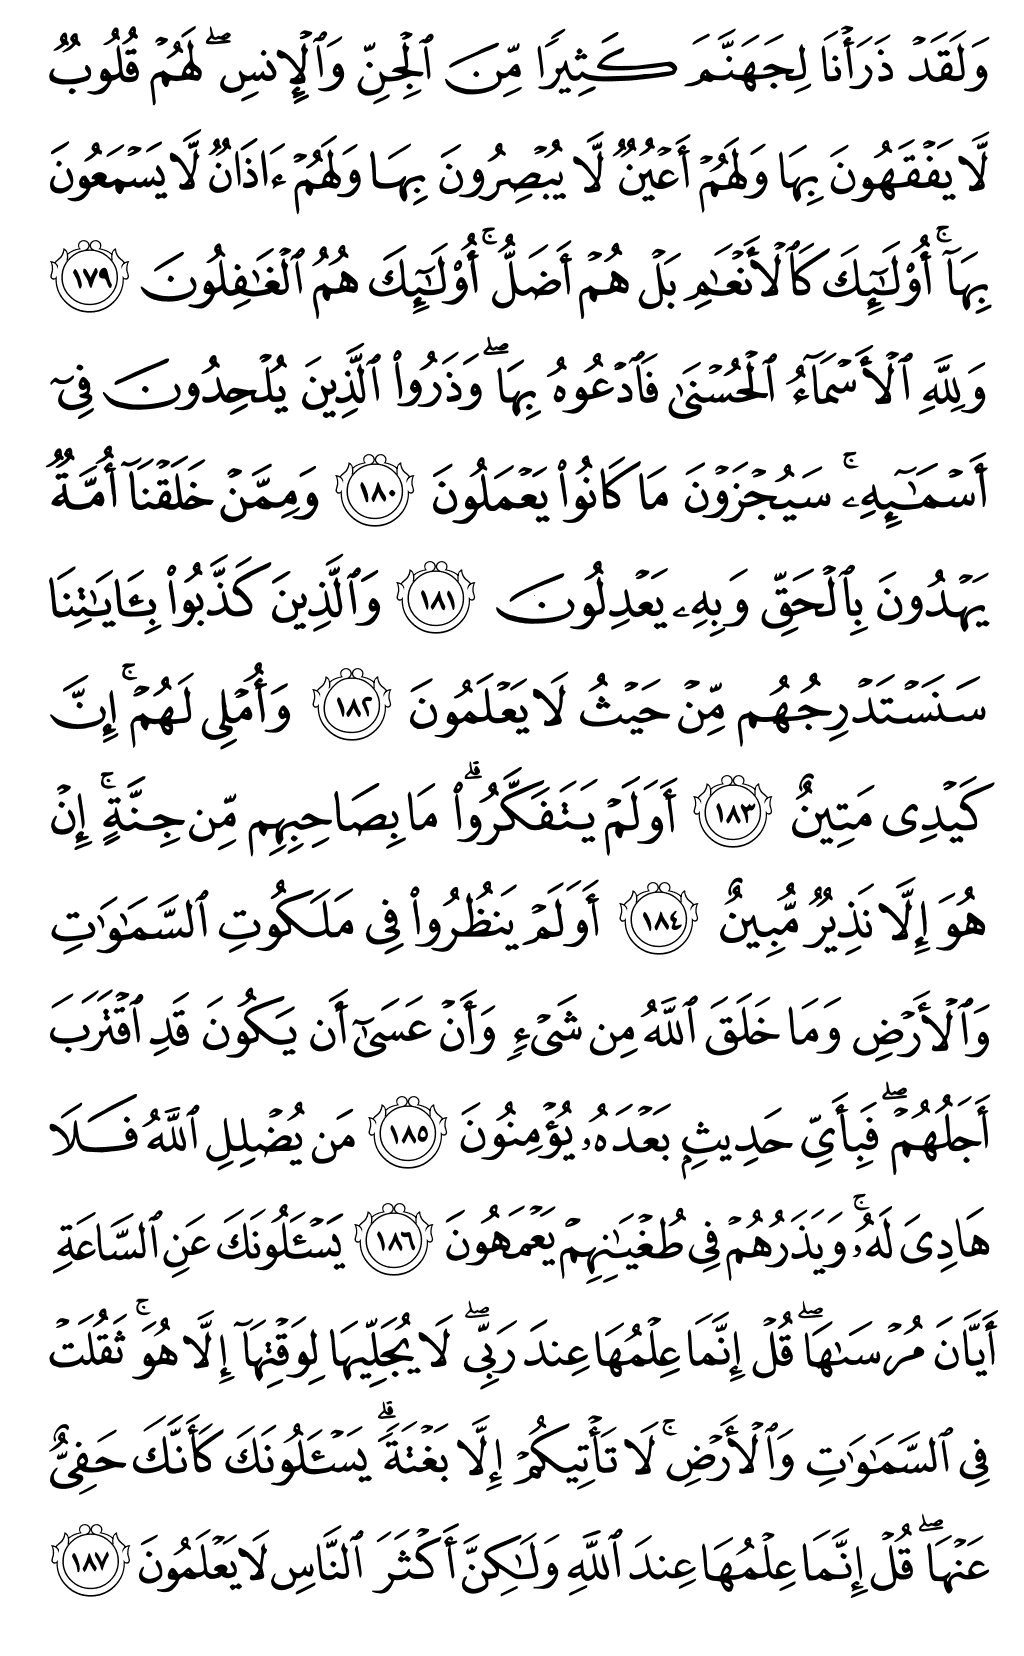 وَلَقَدۡ ذَرَأۡنَا لِجَهَنَّمَ كَثِيرٗا مِّنَ ٱلۡجِنِّ وَٱلۡإِنسِۖ لَهُمۡ قُلُوبٞ
لَّا يَفۡقَهُونَ بِهَا وَلَهُمۡ أَعۡيُنٞ لَّا يُبۡصِرُونَ بِهَا وَلَهُمۡ ءَاذَانٞ لَّا يَسۡمَعُونَ
بِهَآۚ أُوْلَٰٓئِكَ كَٱلۡأَنۡعَٰمِ بَلۡ هُمۡ أَضَلُّۚ أُوْلَٰٓئِكَ هُمُ ٱلۡغَٰفِلُونَ ١٧٩
وَلِلَّهِ ٱلۡأَسۡمَآءُ ٱلۡحُسۡنَىٰ فَٱدۡعُوهُ بِهَاۖ وَذَرُواْ ٱلَّذِينَ يُلۡحِدُونَ فِيٓ
أَسۡمَٰٓئِهِۦۚ سَيُجۡزَوۡنَ مَا كَانُواْ يَعۡمَلُونَ ١٨٠ وَمِمَّنۡ خَلَقۡنَآ أُمَّةٞ
يَهۡدُونَ بِٱلۡحَقِّ وَبِهِۦ يَعۡدِلُونَ ١٨١ وَٱلَّذِينَ كَذَّبُواْ بِـَٔايَٰتِنَا
سَنَسۡتَدۡرِجُهُم مِّنۡ حَيۡثُ لَا يَعۡلَمُونَ ١٨٢ وَأُمۡلِي لَهُمۡۚ إِنَّ
كَيۡدِي مَتِينٌ ١٨٣ أَوَلَمۡ يَتَفَكَّرُواْۗ مَا بِصَاحِبِهِم مِّن جِنَّةٍۚ إِنۡ
هُوَ إِلَّا نَذِيرٞ مُّبِينٌ ١٨٤ أَوَلَمۡ يَنظُرُواْ فِي مَلَكُوتِ ٱلسَّمَٰوَٰتِ
وَٱلۡأَرۡضِ وَمَا خَلَقَ ٱللَّهُ مِن شَيۡءٖ وَأَنۡ عَسَىٰٓ أَن يَكُونَ قَدِ ٱقۡتَرَبَ
أَجَلُهُمۡۖ فَبِأَيِّ حَدِيثِۭ بَعۡدَهُۥ يُؤۡمِنُونَ ١٨٥ مَن يُضۡلِلِ ٱللَّهُ فَلَا
هَادِيَ لَهُۥۚ وَيَذَرُهُمۡ فِي طُغۡيَٰنِهِمۡ يَعۡمَهُونَ ١٨٦ يَسۡـَٔلُونَكَ عَنِ ٱلسَّاعَةِ
أَيَّانَ مُرۡسَىٰهَاۖ قُلۡ إِنَّمَا عِلۡمُهَا عِندَ رَبِّيۖ لَا يُجَلِّيهَا لِوَقۡتِهَآ إِلَّا هُوَۚ ثَقُلَتۡ
فِي ٱلسَّمَٰوَٰتِ وَٱلۡأَرۡضِۚ لَا تَأۡتِيكُمۡ إِلَّا بَغۡتَةٗۗ يَسۡـَٔلُونَكَ كَأَنَّكَ حَفِيٌّ
عَنۡهَاۖ قُلۡ إِنَّمَا عِلۡمُهَا عِندَ ٱللَّهِ وَلَٰكِنَّ أَكۡثَرَ ٱلنَّاسِ لَا يَعۡلَمُونَ ١٨٧